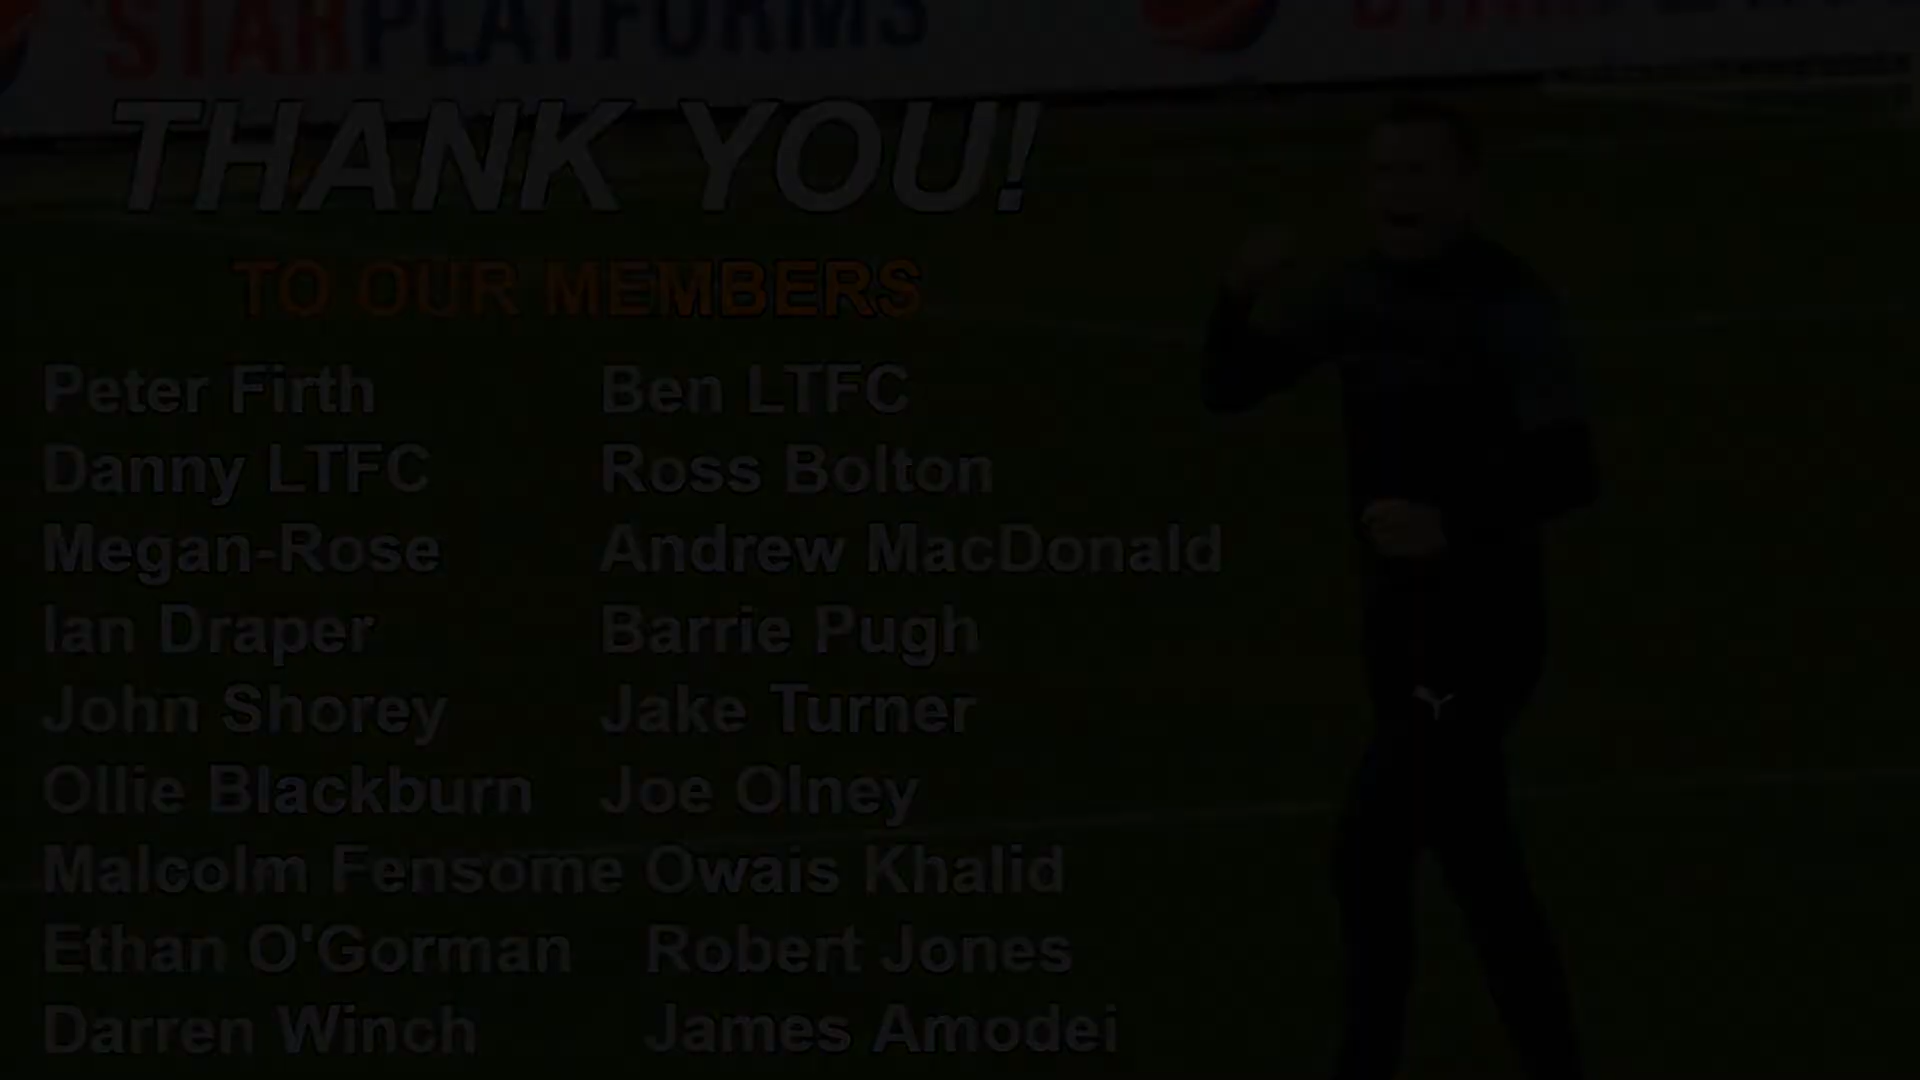 STARPLATFORMS
THANK YOU!
TO OUR MEMBERS
Peter Firth Ben LTFC
Danny LTFC Ross Bolton
Megan-Rose Andrew MacDonald
Ian Draper Barrie Pugh
John Shorey Jake Turner
Ollie Blackburn Joe Olney
Malcolm Fensome Owais Khalid
Ethan O'Gorman Robert Jones
Darren Winch James Amodei